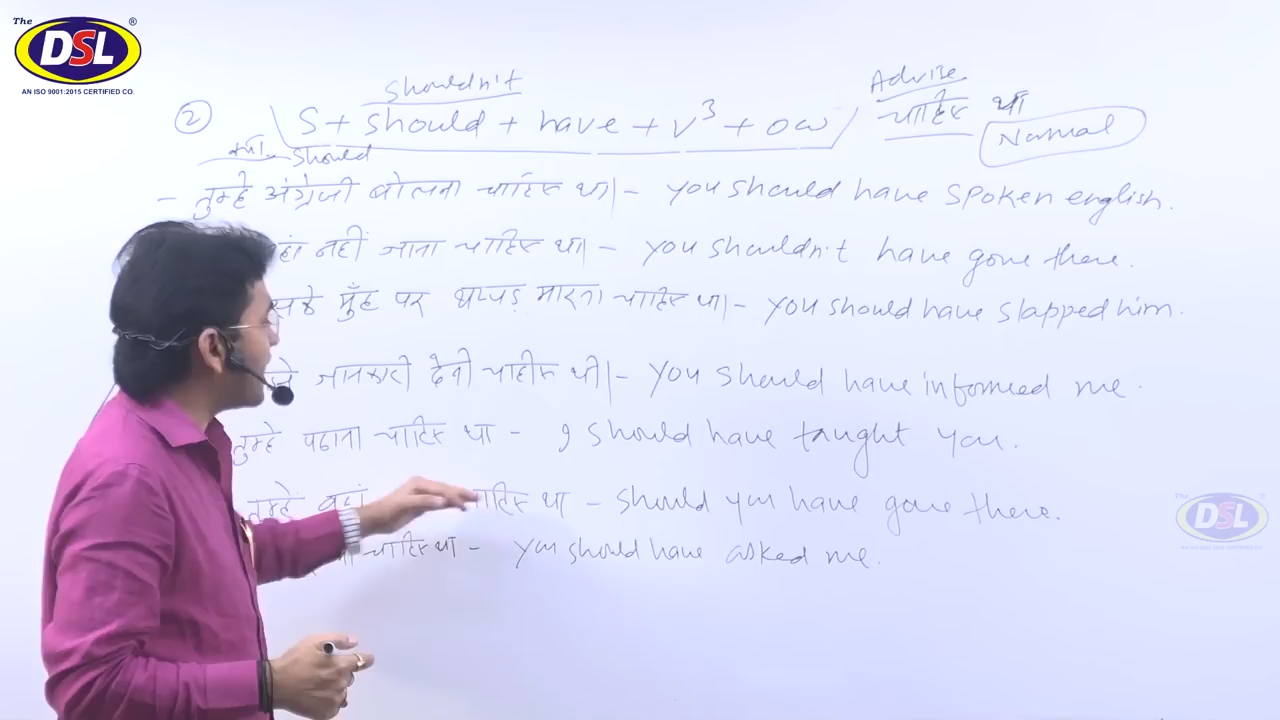 The
DSL
®
AN ISO 9001:2015 CERTIFIED CO.
shouldn't
Advise
② S + should + have + V³ + ow चाहिए था
Normal
क्या should
- तुम्हे अंग्रेजी बोलना चाहिए था। - you should have spoken english.
नहीं जाना चाहिए था। - you shouldn't have gone there.
मुँह पर थप्पड़ मारना चाहिए था। - you should have slapped him.
जानकारी देनी चाहीए थी। - you should have informed me.
तुम्हे पढाना चाहिए था - I should have taught you.
तुम्हें वहां चाहिए था - should you have gone there.
चाहिए था - you should have asked me.
DSL